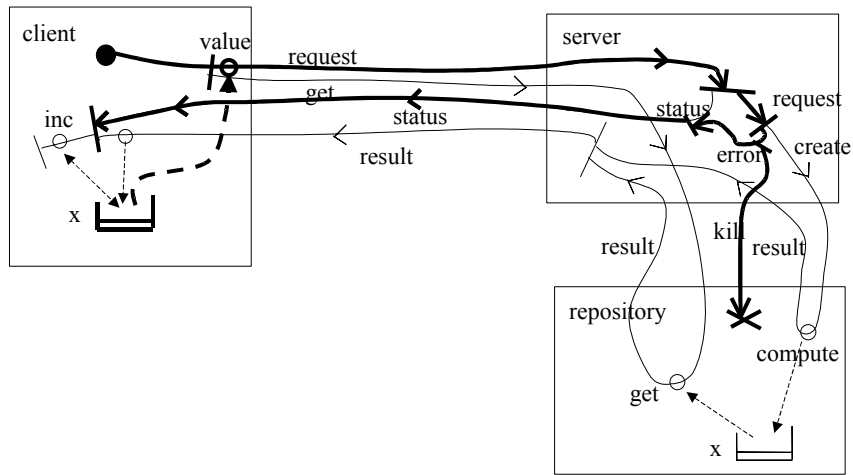 client
value
request
server
get
status
request
inc
status
error
create
result
x
result
kill
result
repository
compute
get
x